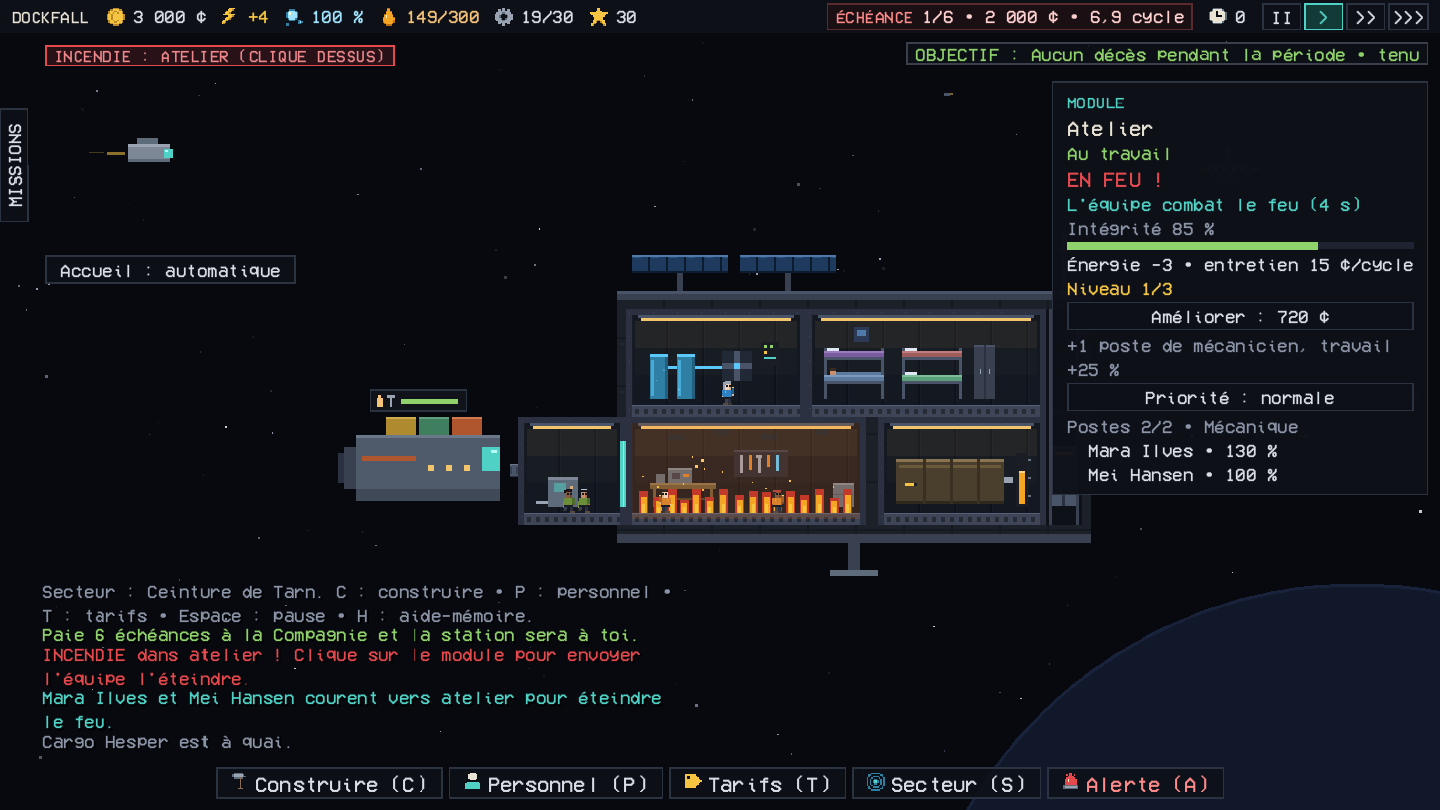 DOCKFALL 3 000 ¢ +4 100 % 149/300 19/30 30 ÉCHÉANCE 1/6 • 2 000 ¢ • 6,9 cycle 0 II > >> >>>
INCENDIE : ATELIER (CLIQUE DESSUS)
OBJECTIF : Aucun décès pendant la période • tenu
MISSIONS
MODULE
Atelier
Au travail
EN FEU !
L'équipe combat le feu (4 s)
Intégrité 85 %
Énergie -3 • entretien 15 ¢/cycle
Niveau 1/3
Améliorer : 720 ¢
+1 poste de mécanicien, travail
+25 %
Priorité : normale
Postes 2/2 • Mécanique
Mara Ilves • 130 %
Mei Hansen • 100 %
Accueil : automatique
T
Secteur : Ceinture de Tarn. C : construire • P : personnel •
T : tarifs • Espace : pause • H : aide-mémoire.
Paie 6 échéances à la Compagnie et la station sera à toi.
INCENDIE dans atelier ! Clique sur le module pour envoyer
l'équipe l'éteindre.
Mara Ilves et Mei Hansen courent vers atelier pour éteindre
le feu.
Cargo Hesper est à quai.
Construire (C) Personnel (P) Tarifs (T) Secteur (S) Alerte (A)